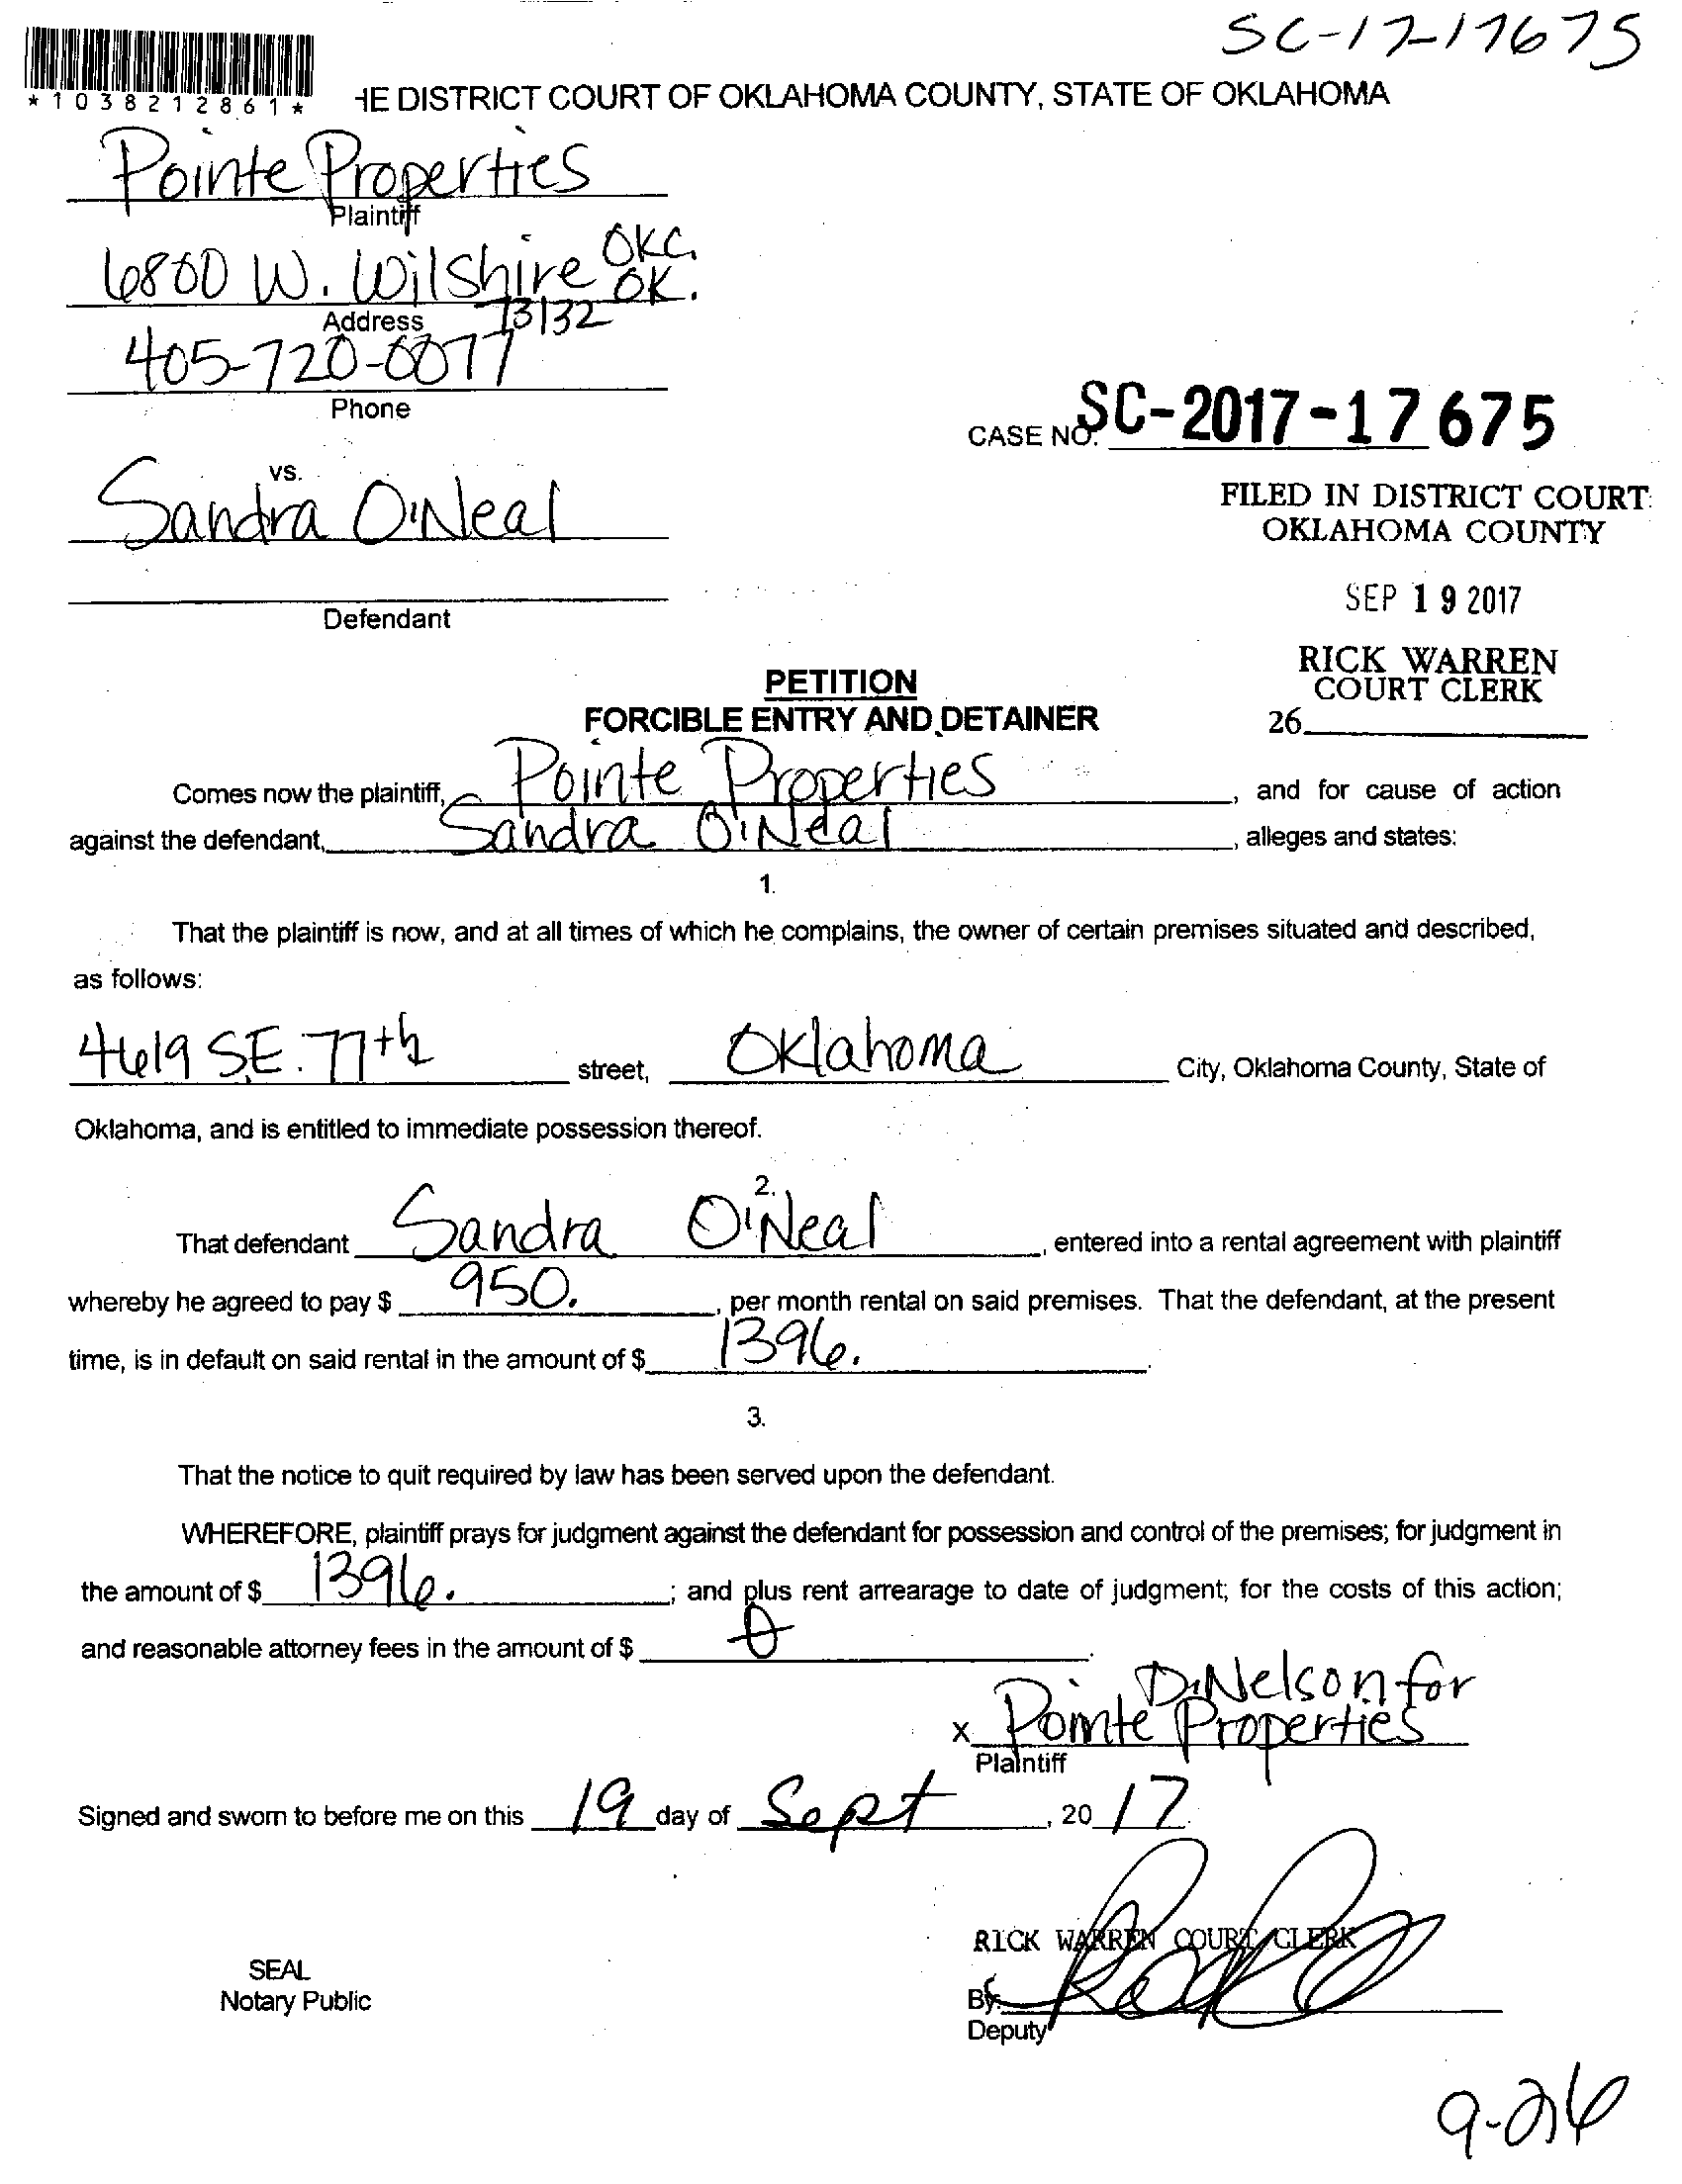 SC-17-17675
*1038212861*
HE DISTRICT COURT OF OKLAHOMA COUNTY, STATE OF OKLAHOMA
Pointe Properties
Plaintiff
6800 W. Wilshire OKC. OK.
Address 73132
405-720-0077
Phone
CASE NO. SC-2017-17675
vs.
Sandra O'Neal
FILED IN DISTRICT COURT
OKLAHOMA COUNTY
Defendant
SEP 19 2017
RICK WARREN
COURT CLERK
26
PETITION
FORCIBLE ENTRY AND DETAINER
Comes now the plaintiff, Pointe Properties, and for cause of action
against the defendant, Sandra O'Neal, alleges and states:
1.
That the plaintiff is now, and at all times of which he complains, the owner of certain premises situated and described,
as follows:
4619 S.E. 77th street, Oklahoma City, Oklahoma County, State of
Oklahoma, and is entitled to immediate possession thereof.
2.
That defendant Sandra O'Neal, entered into a rental agreement with plaintiff
whereby he agreed to pay $ 950., per month rental on said premises. That the defendant, at the present
time, is in default on said rental in the amount of $ 1396..
3.
That the notice to quit required by law has been served upon the defendant.
WHEREFORE, plaintiff prays for judgment against the defendant for possession and control of the premises; for judgment in
the amount of $ 1396.; and plus rent arrearage to date of judgment; for the costs of this action;
and reasonable attorney fees in the amount of $ 0.
D. Nelson for
x Pointe Properties
Plaintiff
Signed and sworn to before me on this 19 day of Sept, 20 17
RICK WARREN COURT CLERK
SEAL
Notary Public
By:
Deputy
9-26